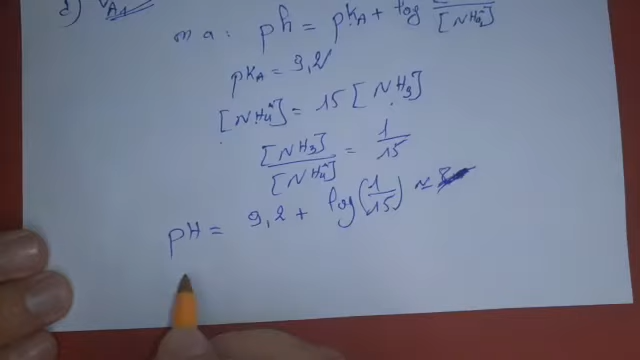 d)
on a : ph = pKA + log [NH4+]
pKA = 9,2
[NH4+] = 15 [NH3]
[NH3]/[NH4+] = 1/15
pH = 9,2 + log(1/15) ≈